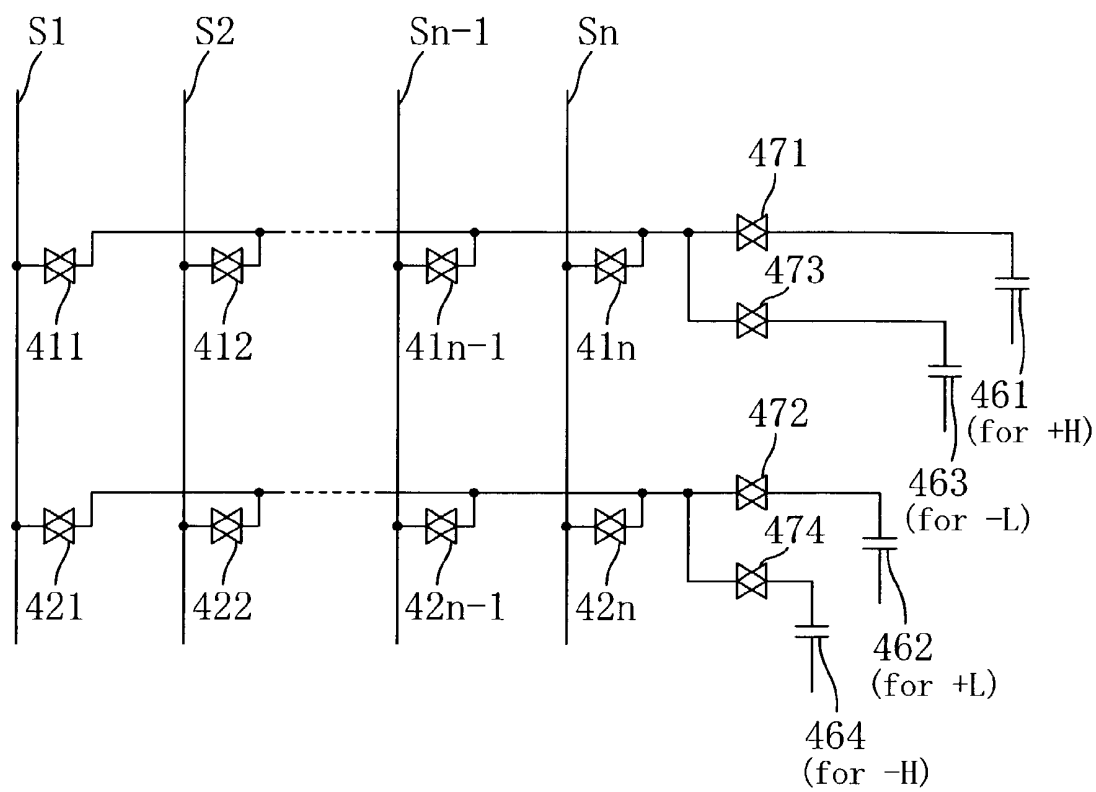 S1
S2
Sn-1
Sn
471
473
411
412
41n-1
41n
461
(for +H)
472
463
(for -L)
474
421
422
42n-1
42n
462
(for +L)
464
(for -H)